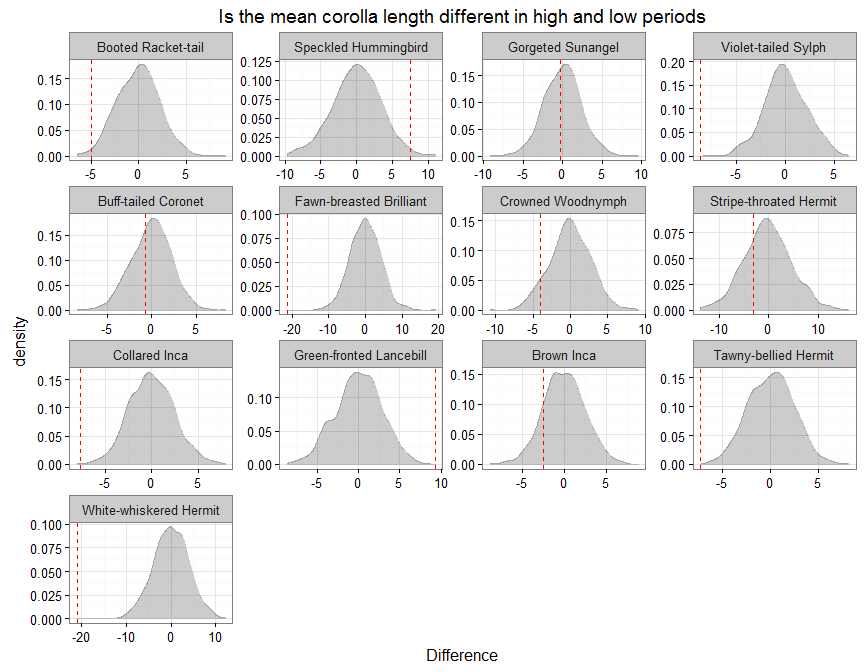 Is the mean corolla length different in high and low periods
Booted Racket-tail Speckled Hummingbird Gorgeted Sunangel Violet-tailed Sylph
0.15 0.10 0.05 0.00 0.125 0.100 0.075 0.050 0.025 0.000 0.15 0.10 0.05 0.00 0.20 0.15 0.10 0.05 0.00
-5 0 5 -10 -5 0 5 10 -10 -5 0 5 10 -5 0 5
Buff-tailed Coronet Fawn-breasted Brilliant Crowned Woodnymph Stripe-throated Hermit
0.15 0.10 0.05 0.00 0.100 0.075 0.050 0.025 0.000 0.15 0.10 0.05 0.00 0.075 0.050 0.025 0.000
-5 0 5 -20 -10 0 10 20 -10 -5 0 5 10 -10 0 10
density
Collared Inca Green-fronted Lancebill Brown Inca Tawny-bellied Hermit
0.15 0.10 0.05 0.00 0.10 0.05 0.00 0.15 0.10 0.05 0.00 0.15 0.10 0.05 0.00
-5 0 5 -5 0 5 10 -5 0 5 -5 0 5
White-whiskered Hermit
0.100 0.075 0.050 0.025 0.000
-20 -10 0 10
Difference